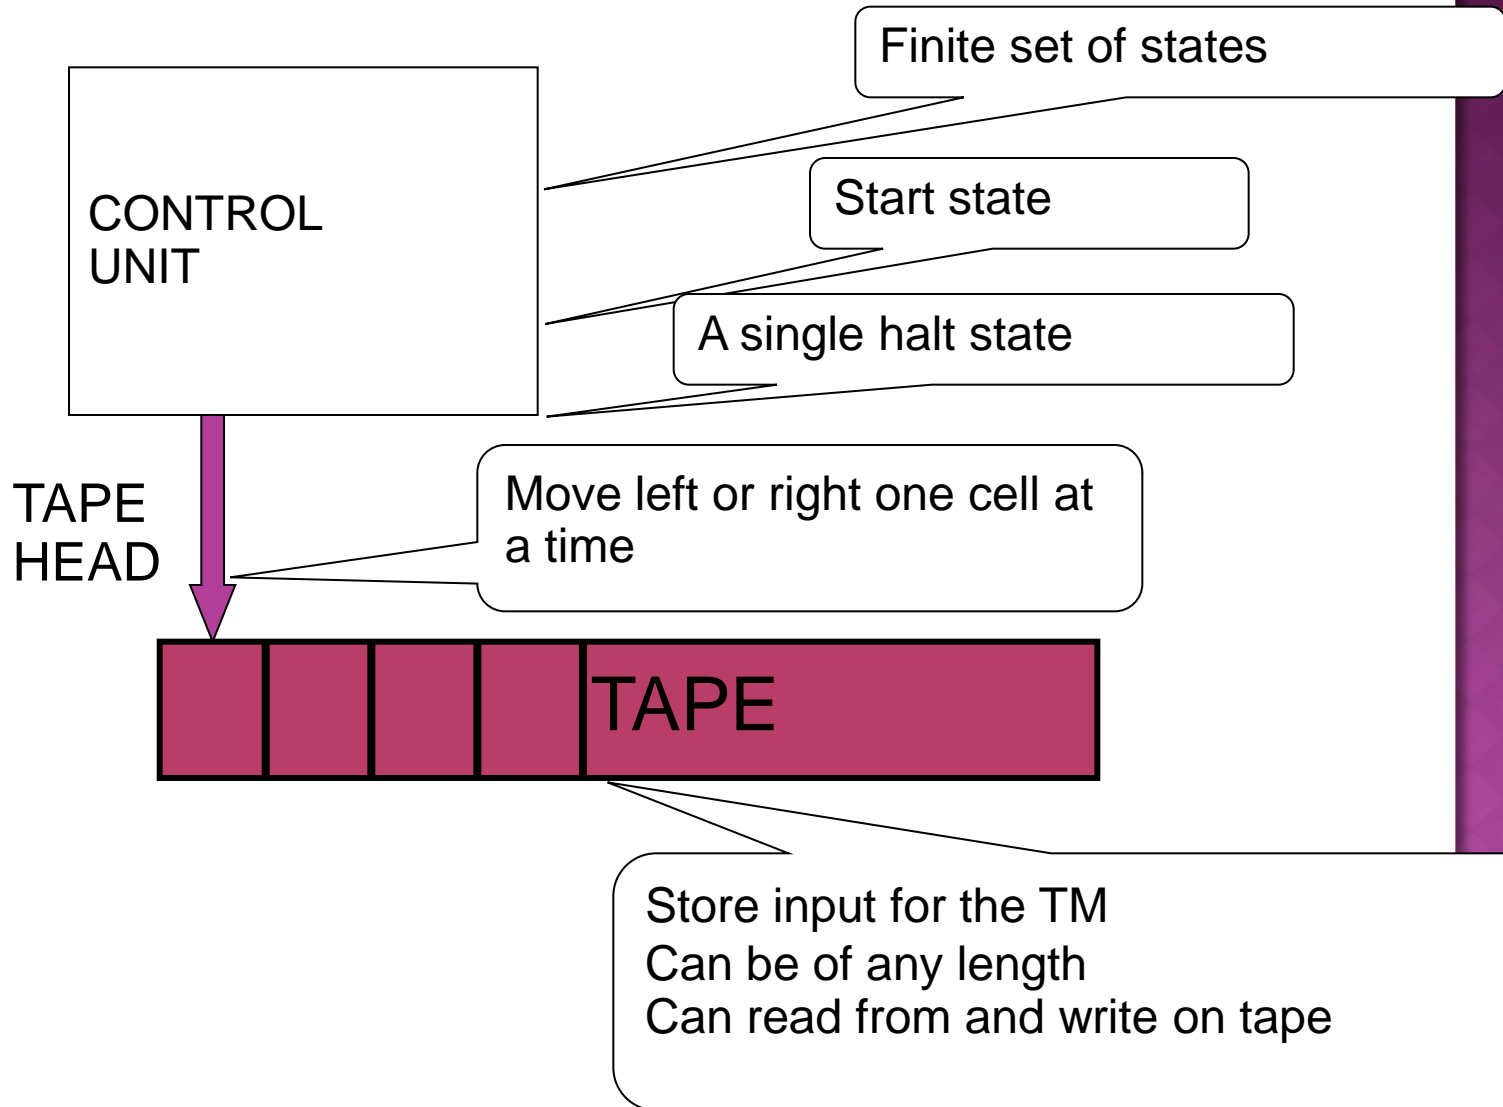 Finite set of states
CONTROL
UNIT
Start state
A single halt state
TAPE
HEAD
Move left or right one cell at
a time
TAPE
Store input for the TM
Can be of any length
Can read from and write on tape